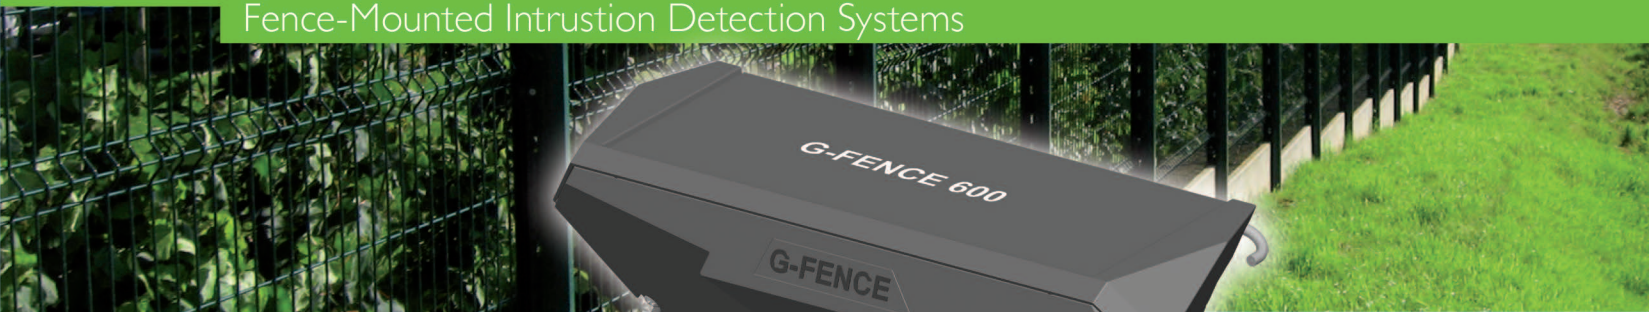 Fence-Mounted Intrustion Detection Systems
G-FENCE 600
G-FENCE